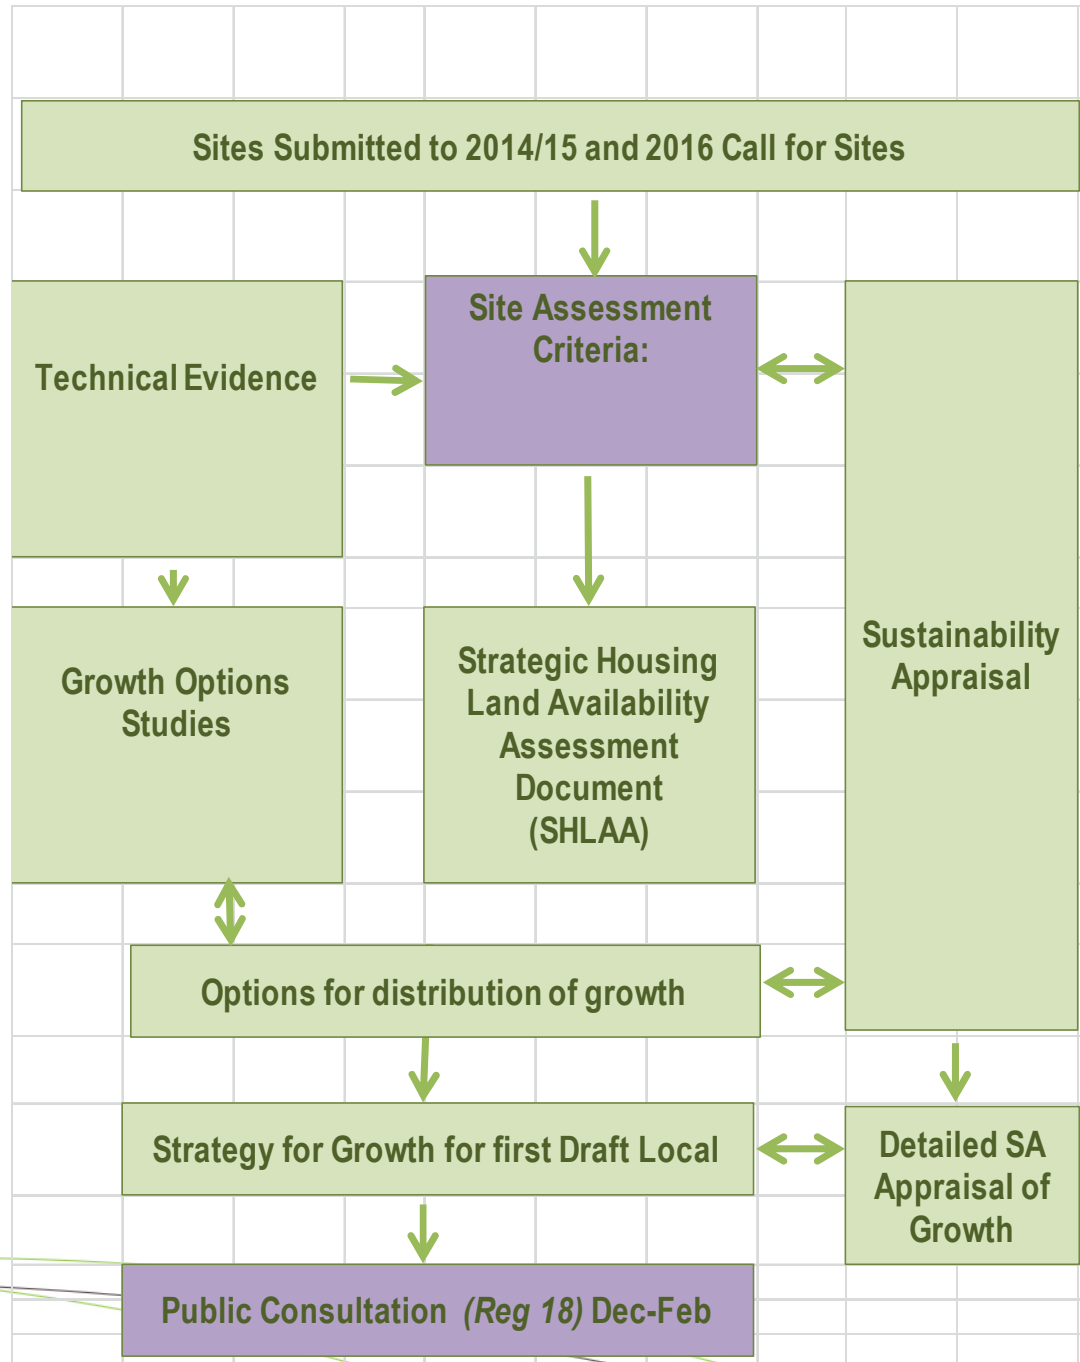 Sites Submitted to 2014/15 and 2016 Call for Sites
Technical Evidence
Site Assessment
Criteria:
Growth Options
Studies
Strategic Housing
Land Availability
Assessment
Document
(SHLAA)
Sustainability
Appraisal
Options for distribution of growth
Strategy for Growth for first Draft Local
Detailed SA
Appraisal of
Growth
Public Consultation (Reg 18) Dec-Feb